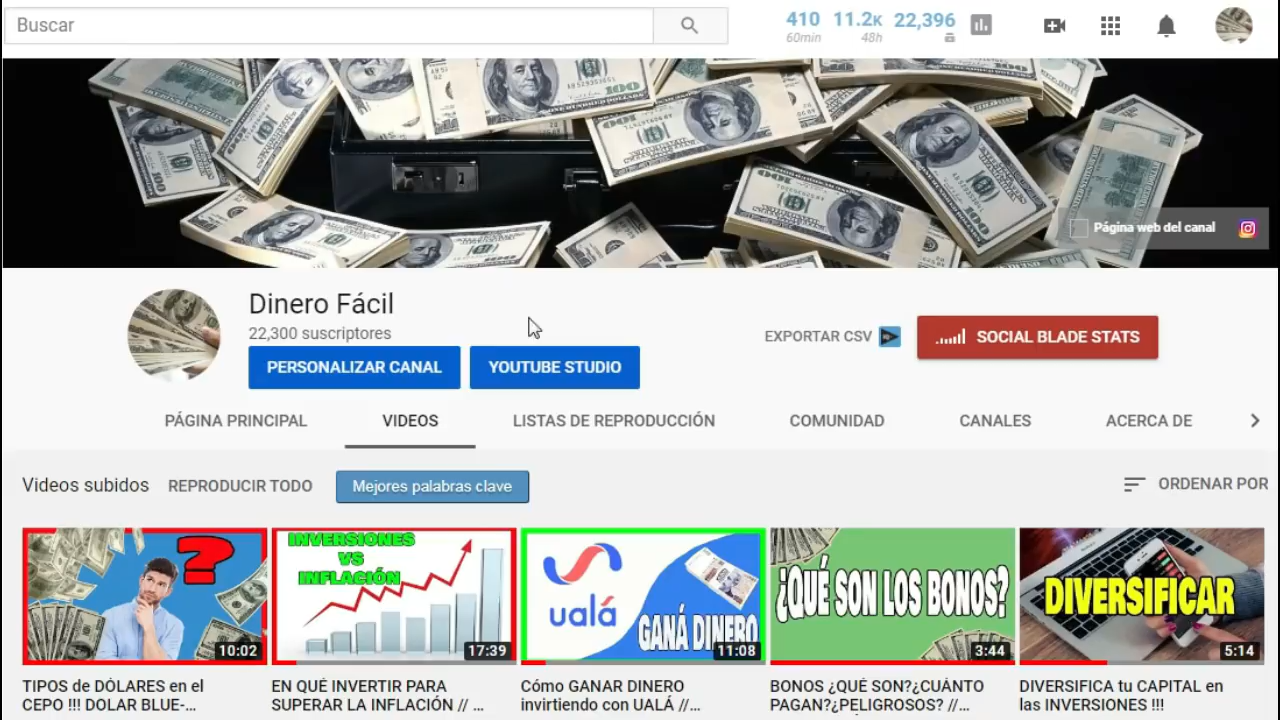 Buscar
410 11.2K 22,396
60min 48h
Página web del canal
Dinero Fácil
22,300 suscriptores
PERSONALIZAR CANAL YOUTUBE STUDIO
EXPORTAR CSV SOCIAL BLADE STATS
PÁGINA PRINCIPAL VIDEOS LISTAS DE REPRODUCCIÓN COMUNIDAD CANALES ACERCA DE
Videos subidos REPRODUCIR TODO Mejores palabras clave ORDENAR POR
?
10:02
INVERSIONES
VS
INFLACIÓN
17:39
ualá
GANÁ DINERO
11:08
¿QUÉ SON LOS BONOS?
3:44
DIVERSIFICAR
5:14
TIPOS de DÓLARES en el
CEPO !!! DOLAR BLUE-...
EN QUÉ INVERTIR PARA
SUPERAR LA INFLACIÓN // ...
Cómo GANAR DINERO
invirtiendo con UALÁ //...
BONOS ¿QUÉ SON?¿CUÁNTO
PAGAN?¿PELIGROSOS? //...
DIVERSIFICA tu CAPITAL en
las INVERSIONES !!!